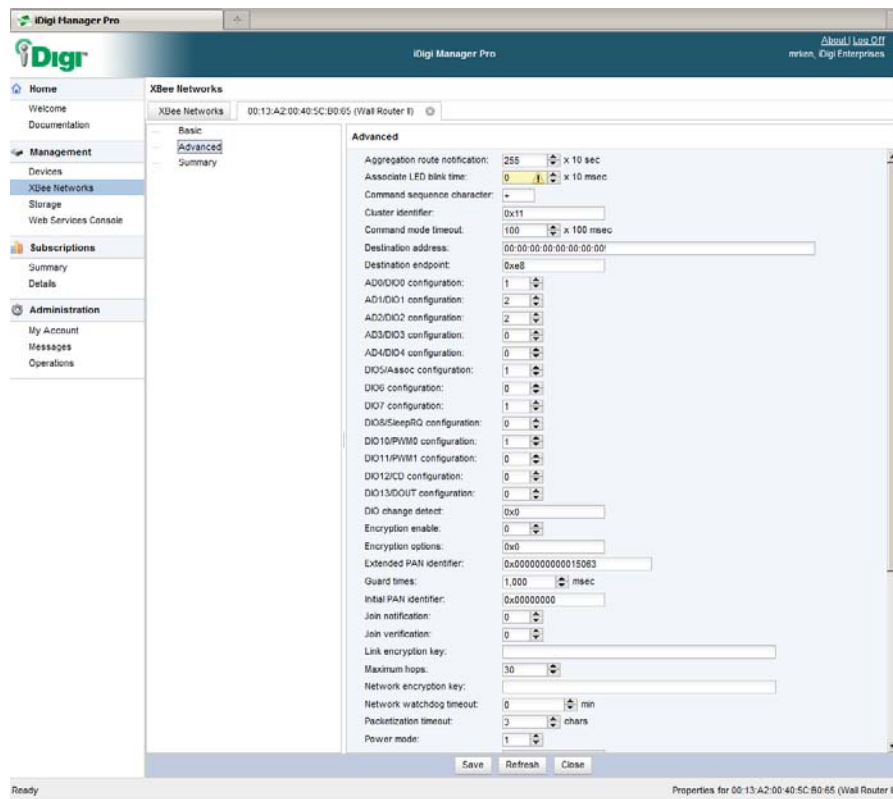 iDigi Manager Pro
iDigi
iDigi Manager Pro
About | Log Off
mrken, iDigi Enterprises
Home
Welcome
Documentation
Management
Devices
XBee Networks
Storage
Web Services Console
Subscriptions
Summary
Details
Administration
My Account
Messages
Operations
XBee Networks
XBee Networks
00:13:A2:00:40:5C:B0:65 (Wall Router II)
Basic
Advanced
Summary
Advanced
Aggregation route notification: 255 x 10 sec
Associate LED blink time: 0 x 10 msec
Command sequence character: +
Cluster identifier: 0x11
Command mode timeout: 100 x 100 msec
Destination address: 00:00:00:00:00:00:00:00!
Destination endpoint: 0xe8
AD0/DIO0 configuration: 1
AD1/DIO1 configuration: 2
AD2/DIO2 configuration: 2
AD3/DIO3 configuration: 0
AD4/DIO4 configuration: 0
DIO5/Assoc configuration: 1
DIO6 configuration: 0
DIO7 configuration: 1
DIO8/SleepRQ configuration: 0
DIO10/PWM0 configuration: 1
DIO11/PWM1 configuration: 0
DIO12/CD configuration: 0
DIO13/DOUT configuration: 0
DIO change detect: 0x0
Encryption enable: 0
Encryption options: 0x0
Extended PAN identifier: 0x0000000000015063
Guard times: 1,000 msec
Initial PAN identifier: 0x00000000
Join notification: 0
Join verification: 0
Link encryption key:
Maximum hops: 30
Network encryption key:
Network watchdog timeout: 0 min
Packetization timeout: 3 chars
Power mode: 1
Save Refresh Close
Ready
Properties for 00:13:A2:00:40:5C:B0:65 (Wall Router I